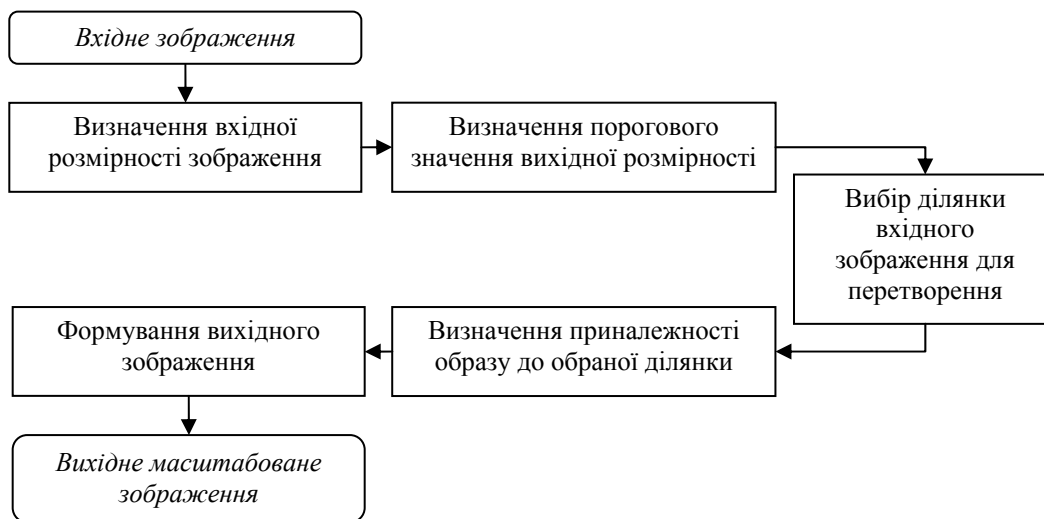 Вхідне зображення
Визначення вхідної
розмірності зображення
Визначення порогового
значення вихідної розмірності
Вибір ділянки
вхідного
зображення для
перетворення
Визначення приналежності
образу до обраної ділянки
Формування вихідного
зображення
Вихідне масштабоване
зображення